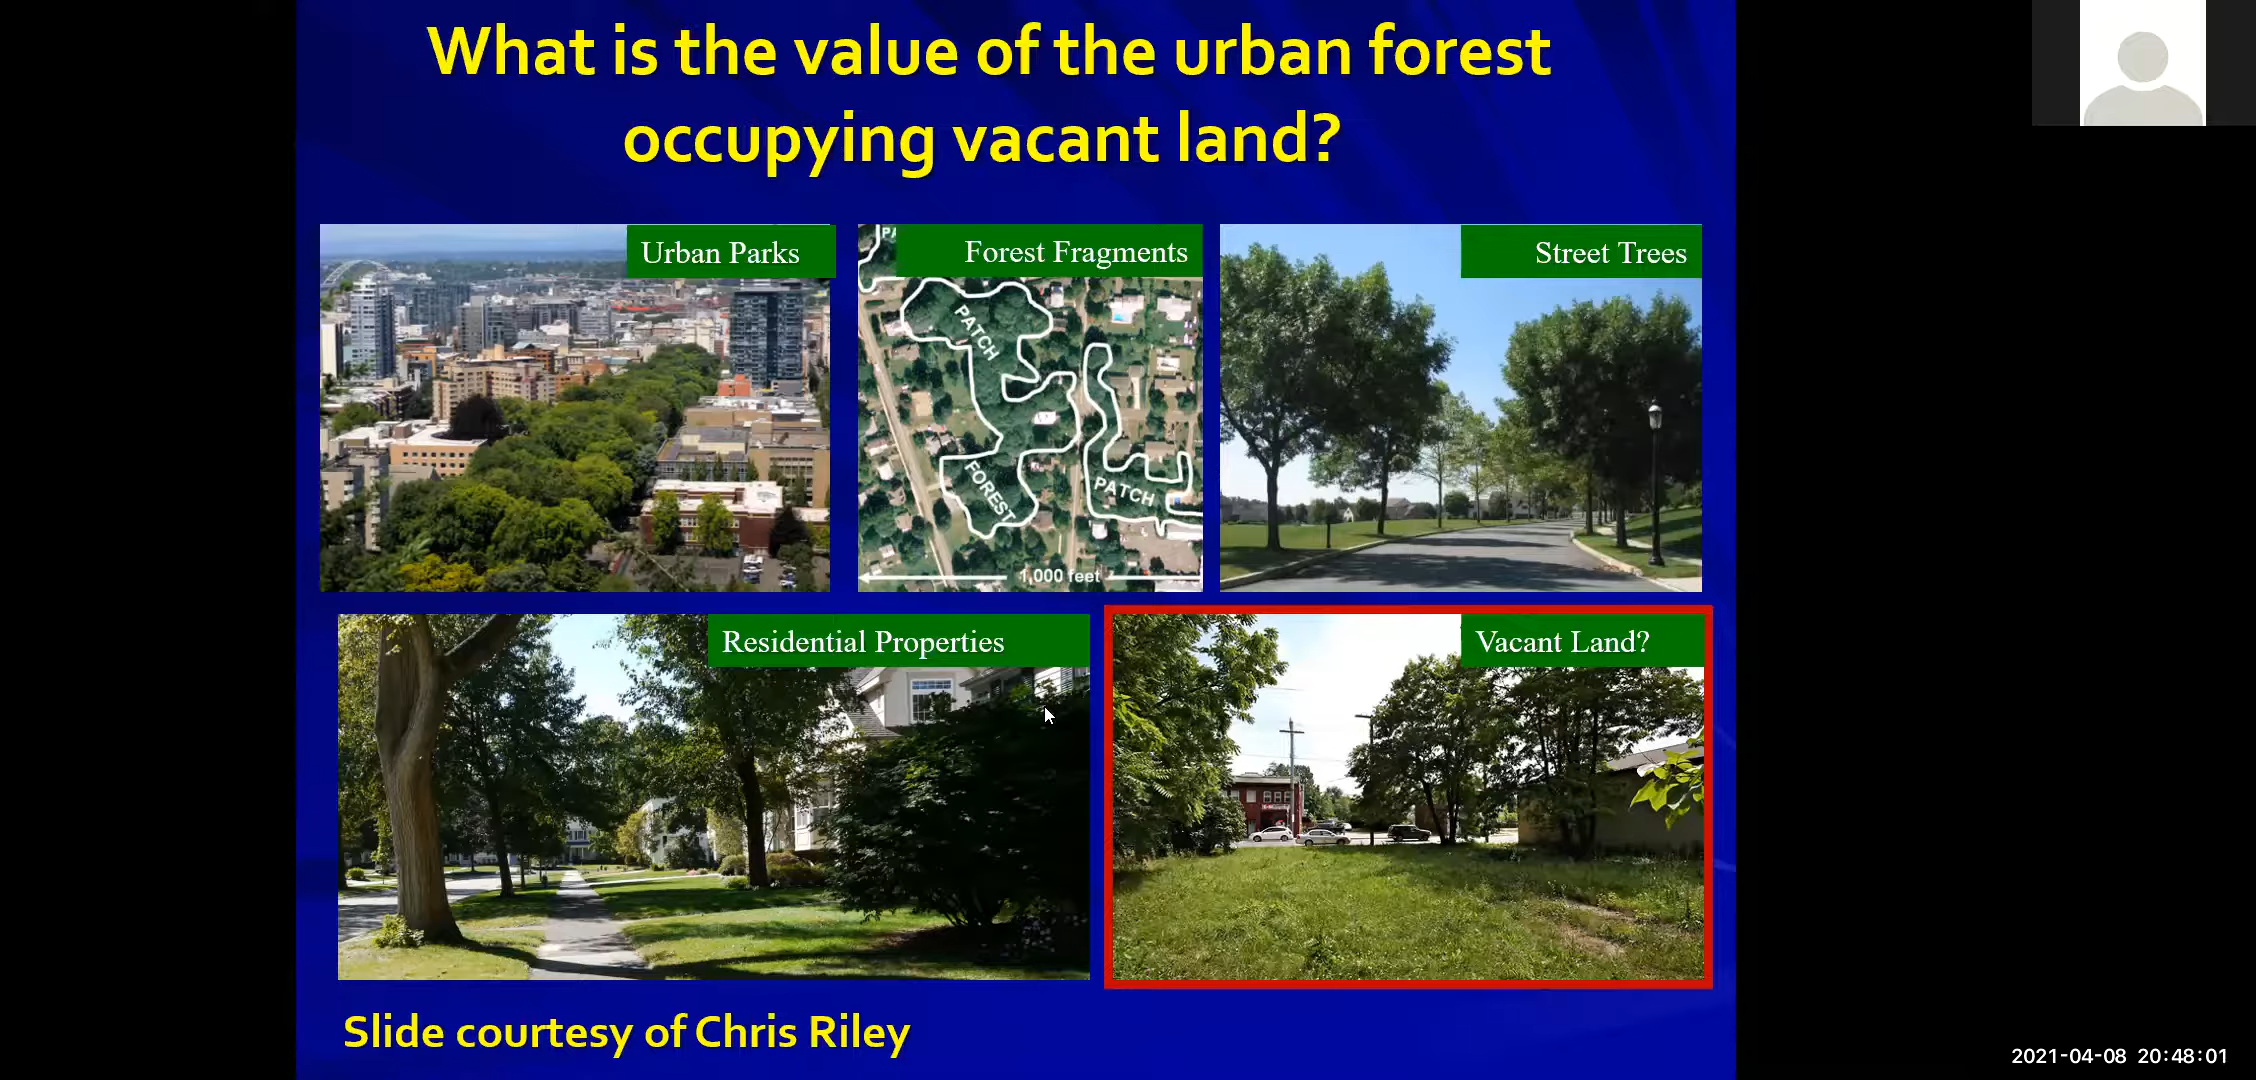 What is the value of the urban forest
occupying vacant land?
Urban Parks
Forest Fragments
Street Trees
PA
PATCH
FOREST
PATCH
1,000 feet
Residential Properties
Vacant Land?
Slide courtesy of Chris Riley
2021-04-08 20:48:01